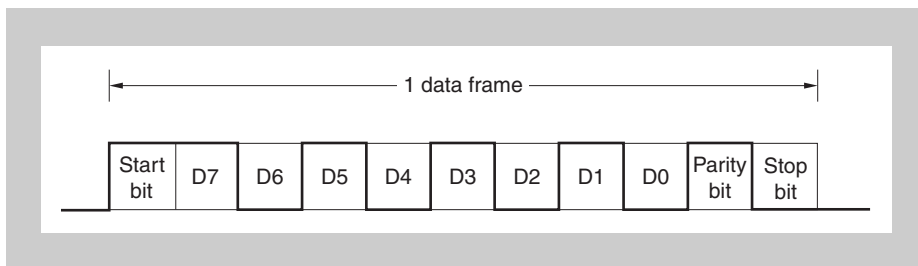 1 data frame
Start bit D7 D6 D5 D4 D3 D2 D1 D0 Parity bit Stop bit